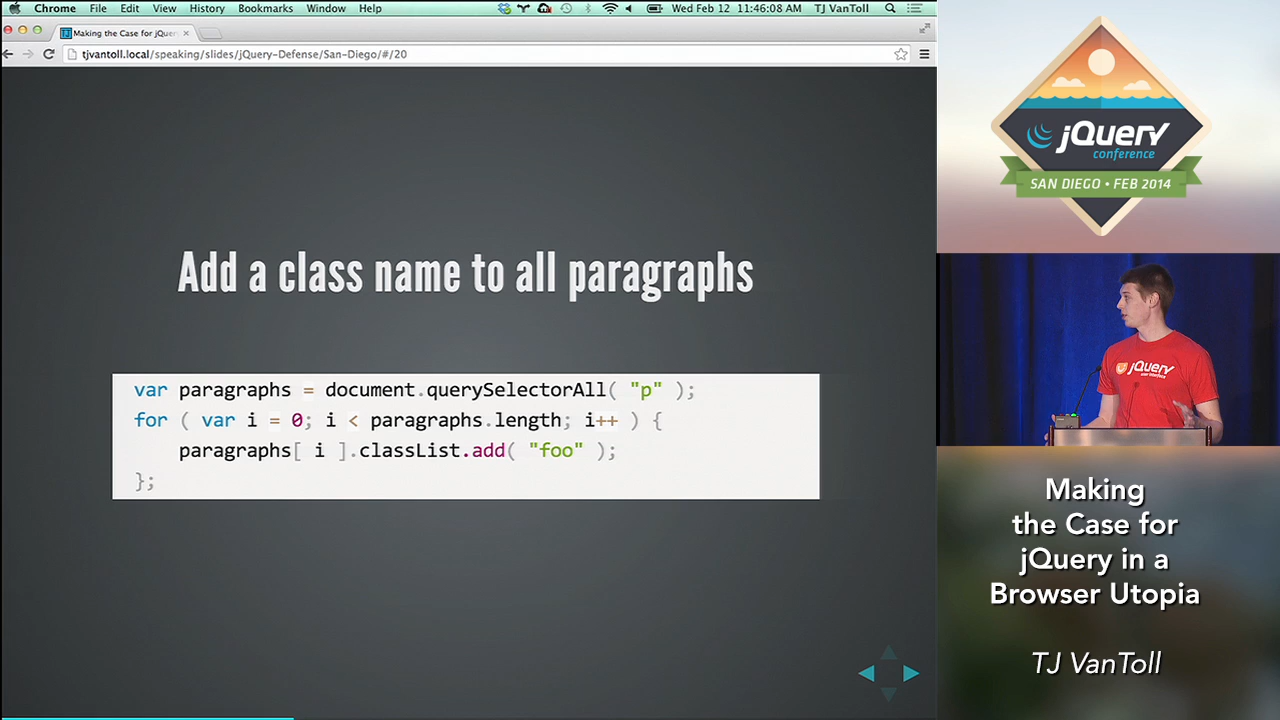 Chrome File Edit View History Bookmarks Window Help Wed Feb 12 11:46:08 AM TJ VanToll
Making the Case for jQuer
tjvantoll.local/speaking/slides/jQuery-Defense/San-Diego/#/20
Add a class name to all paragraphs
var paragraphs = document.querySelectorAll( "p" );
for ( var i = 0; i < paragraphs.length; i++ ) {
paragraphs[ i ].classList.add( "foo" );
};
jQuery
conference
SAN DIEGO • FEB 2014
jQuery
user interface
Making
the Case for
jQuery in a
Browser Utopia
TJ VanToll